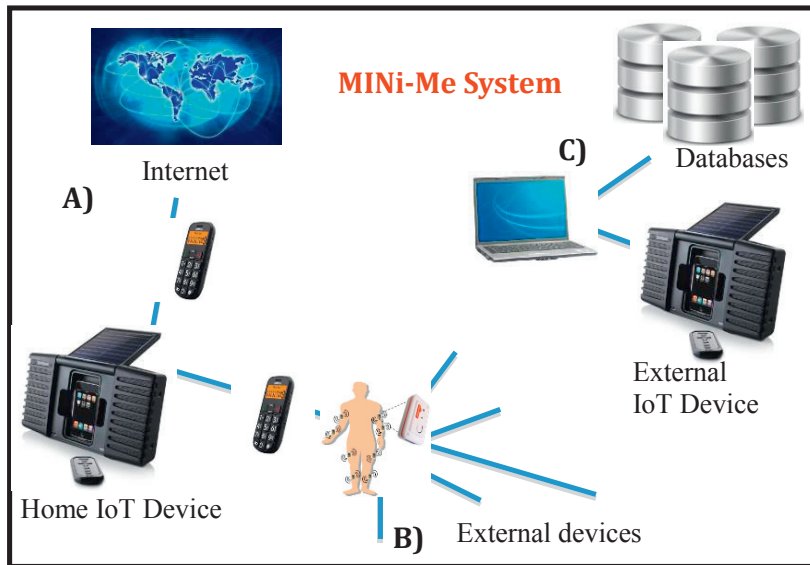 MINi-Me System
C)
Databases
Internet
A)
External
IoT Device
Home IoT Device
B)
External devices